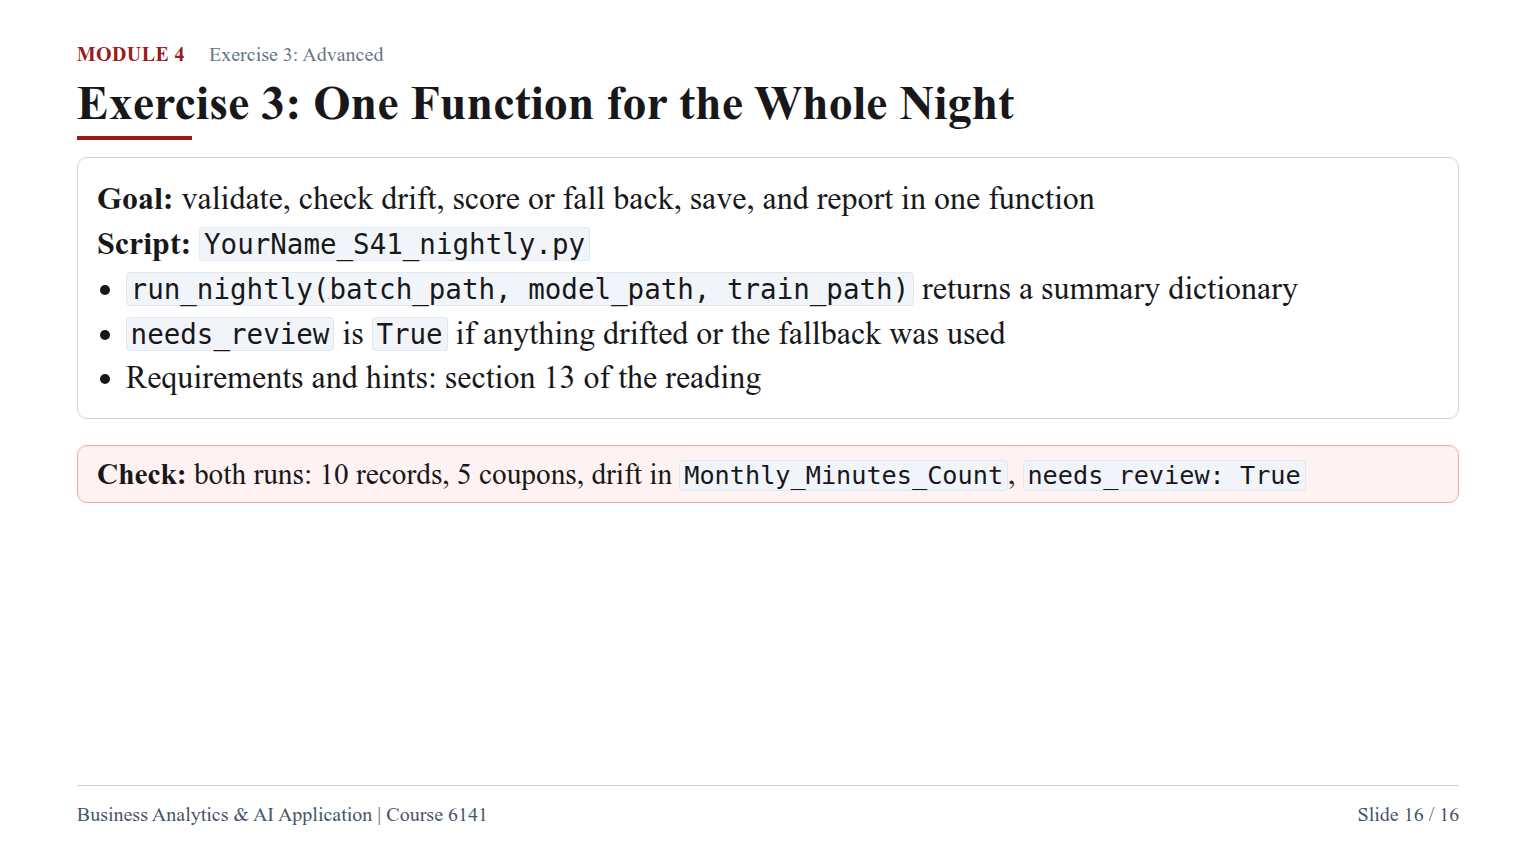 MODULE 4 Exercise 3: Advanced
Exercise 3: One Function for the Whole Night
Goal: validate, check drift, score or fall back, save, and report in one function
Script: YourName_S41_nightly.py
• run_nightly(batch_path, model_path, train_path) returns a summary dictionary
• needs_review is True if anything drifted or the fallback was used
• Requirements and hints: section 13 of the reading
Check: both runs: 10 records, 5 coupons, drift in Monthly_Minutes_Count, needs_review: True
Business Analytics & AI Application | Course 6141
Slide 16 / 16